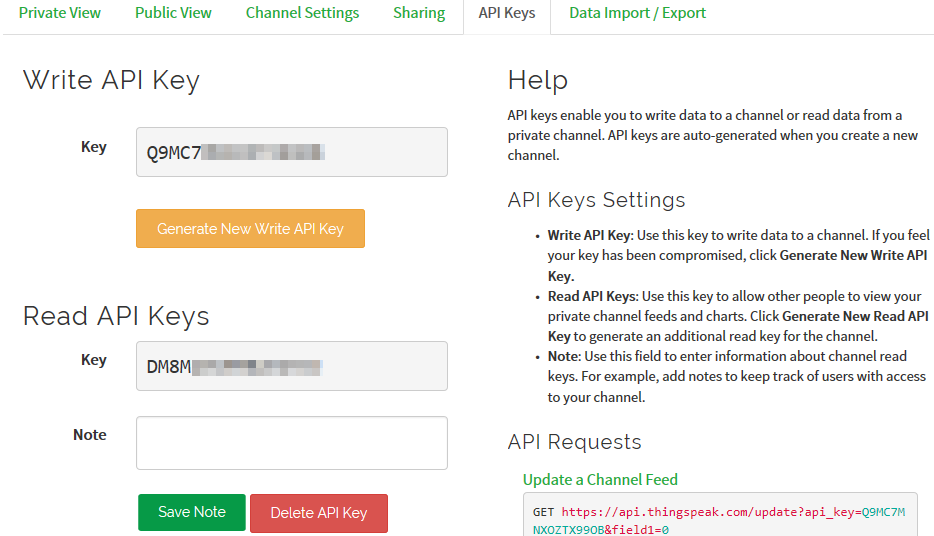 Private View
Public View
Channel Settings
Sharing
API Keys
Data Import / Export
Write API Key
Key
Q9MC7
Generate New Write API Key
Read API Keys
Key
DM8M
Note
Save Note
Delete API Key
Help
API keys enable you to write data to a channel or read data from a
private channel. API keys are auto-generated when you create a new
channel.
API Keys Settings
• Write API Key: Use this key to write data to a channel. If you feel
your key has been compromised, click Generate New Write API
Key.
• Read API Keys: Use this key to allow other people to view your
private channel feeds and charts. Click Generate New Read API
Key to generate an additional read key for the channel.
• Note: Use this field to enter information about channel read
keys. For example, add notes to keep track of users with access
to your channel.
API Requests
Update a Channel Feed
GET https://api.thingspeak.com/update?api_key=Q9MC7M
NXOZTX99OB&field1=0